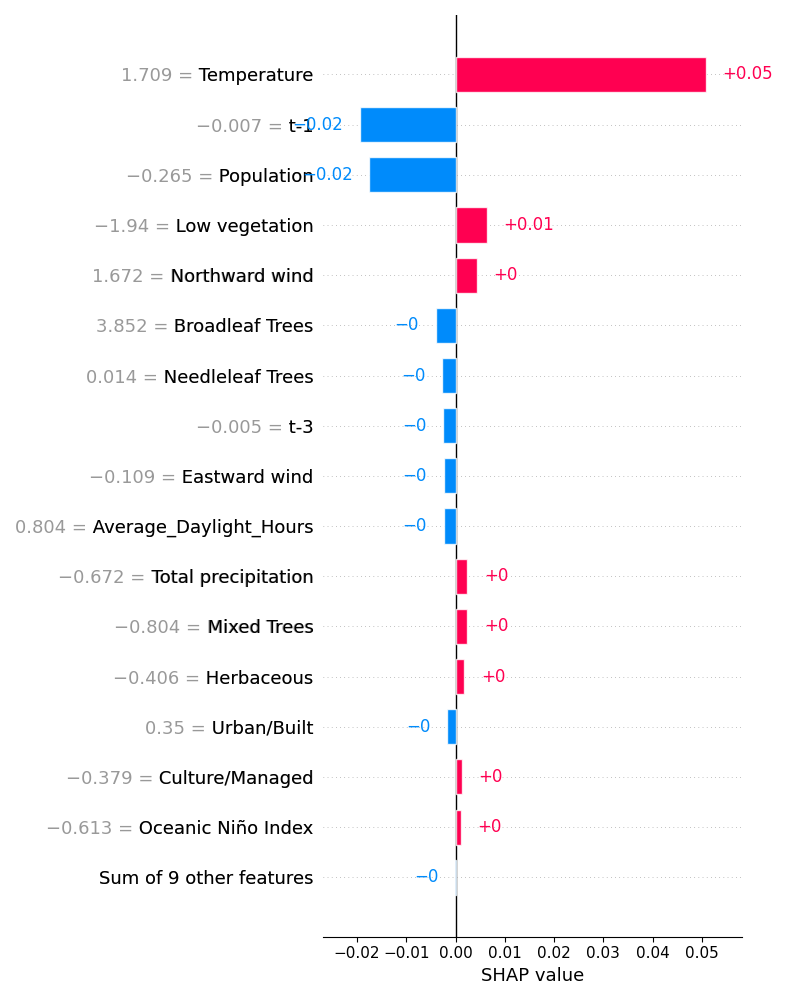 1.709 = Temperature +0.05
−0.007 = t-1 −0.02
−0.265 = Population −0.02
−1.94 = Low vegetation +0.01
1.672 = Northward wind +0
3.852 = Broadleaf Trees −0
0.014 = Needleleaf Trees −0
−0.005 = t-3 −0
−0.109 = Eastward wind −0
0.804 = Average_Daylight_Hours −0
−0.672 = Total precipitation +0
−0.804 = Mixed Trees +0
−0.406 = Herbaceous +0
0.35 = Urban/Built −0
−0.379 = Culture/Managed +0
−0.613 = Oceanic Niño Index +0
Sum of 9 other features −0
−0.02 −0.01 0.00 0.01 0.02 0.03 0.04 0.05
SHAP value